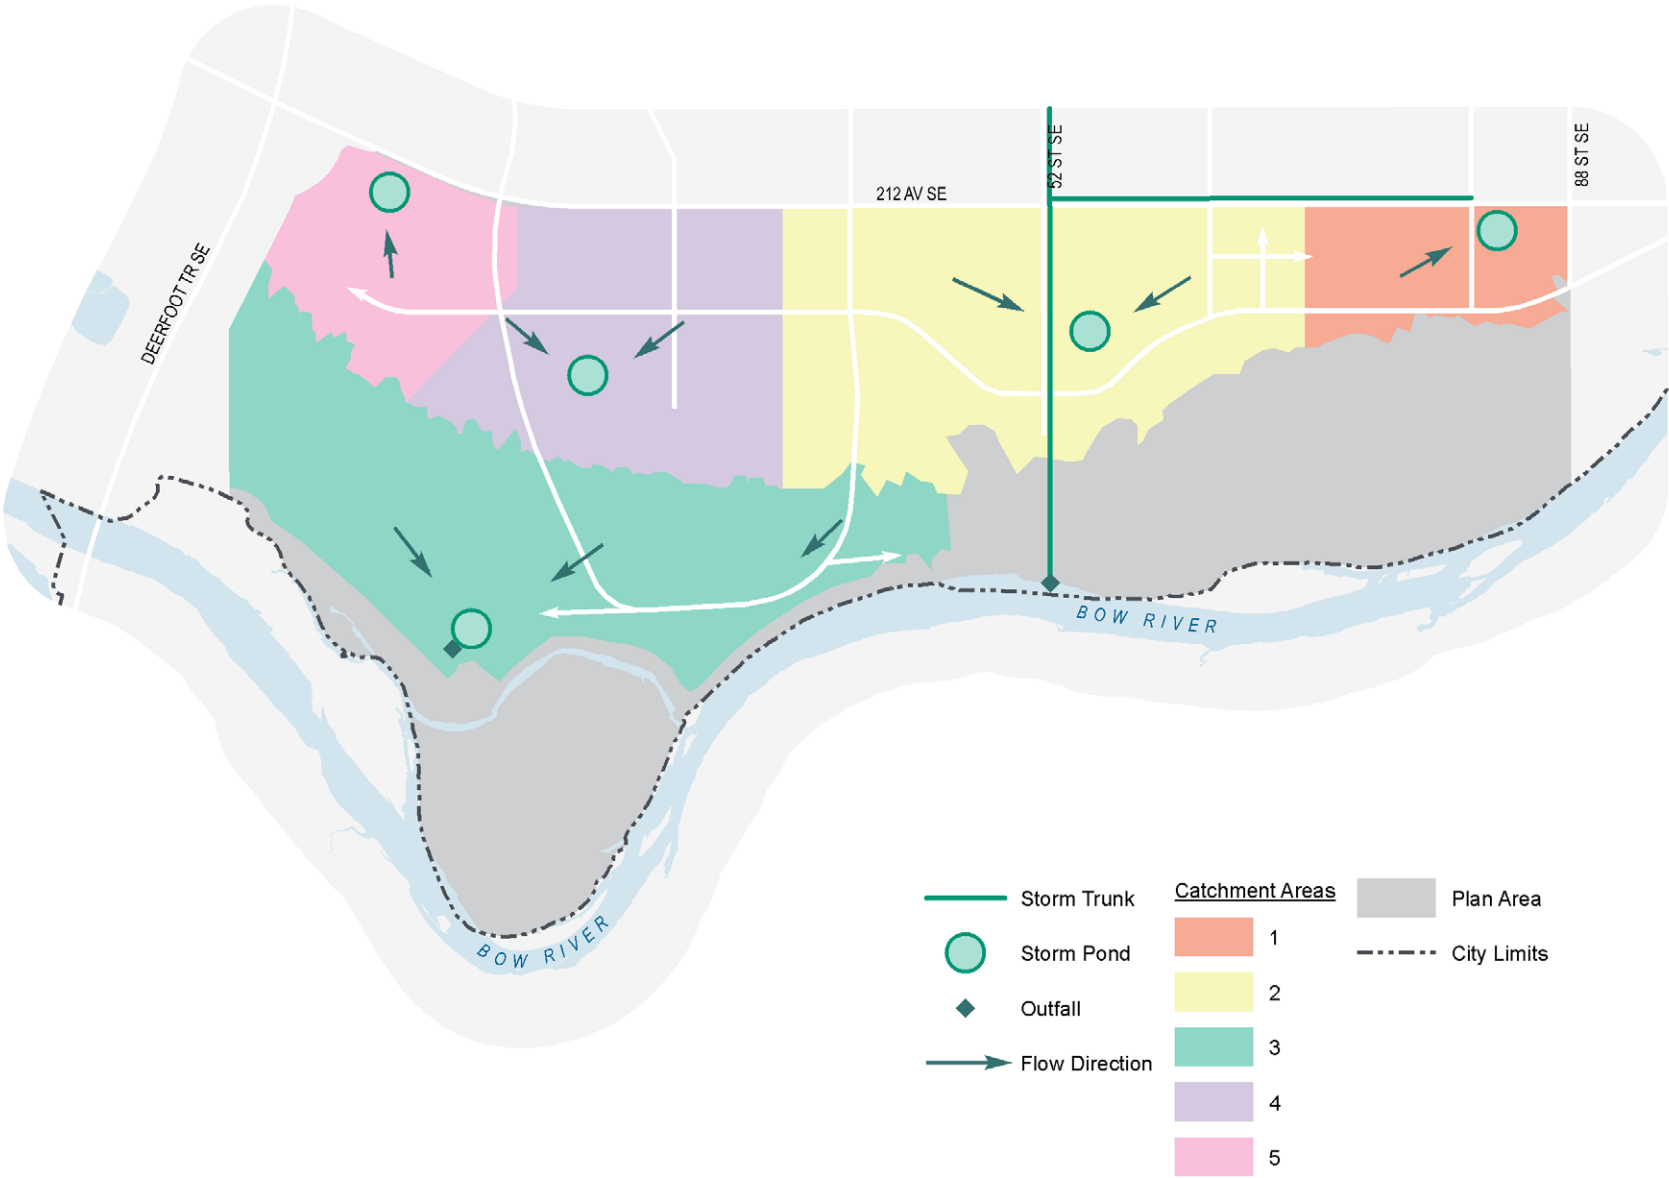 52 ST SE
88 ST SE
212 AV SE
DEERFOOT TR SE
BOW RIVER
BOW RIVER
Storm Trunk
Storm Pond
Outfall
Flow Direction
Catchment Areas
1
2
3
4
5
Plan Area
City Limits